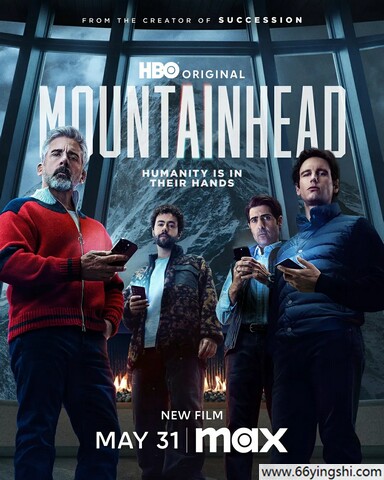 FROM THE CREATOR OF SUCCESSION
HBO ORIGINAL
MOUNTAINHEAD
HUMANITY IS IN
THEIR HANDS
NEW FILM
MAY 31 | max
www.66yingshi.com